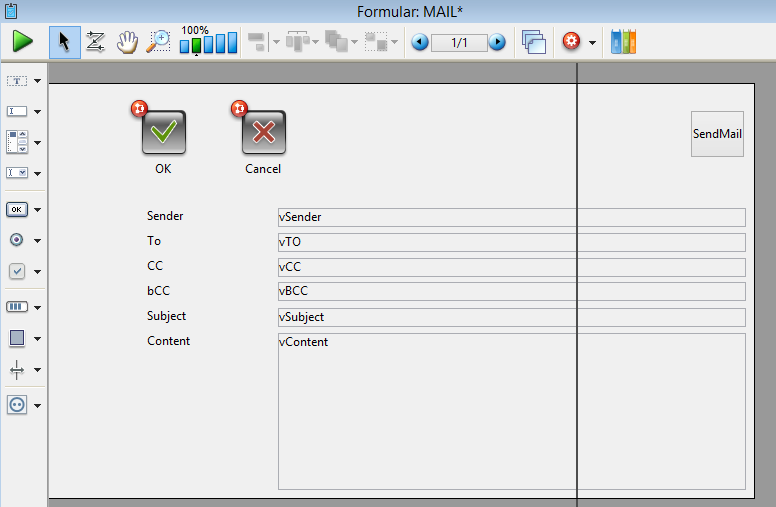 Formular: MAIL*
100%
1/1
T
I
I
OK
SendMail
OK
Cancel
Sender
vSender
To
vTO
CC
vCC
bCC
vBCC
Subject
vSubject
Content
vContent